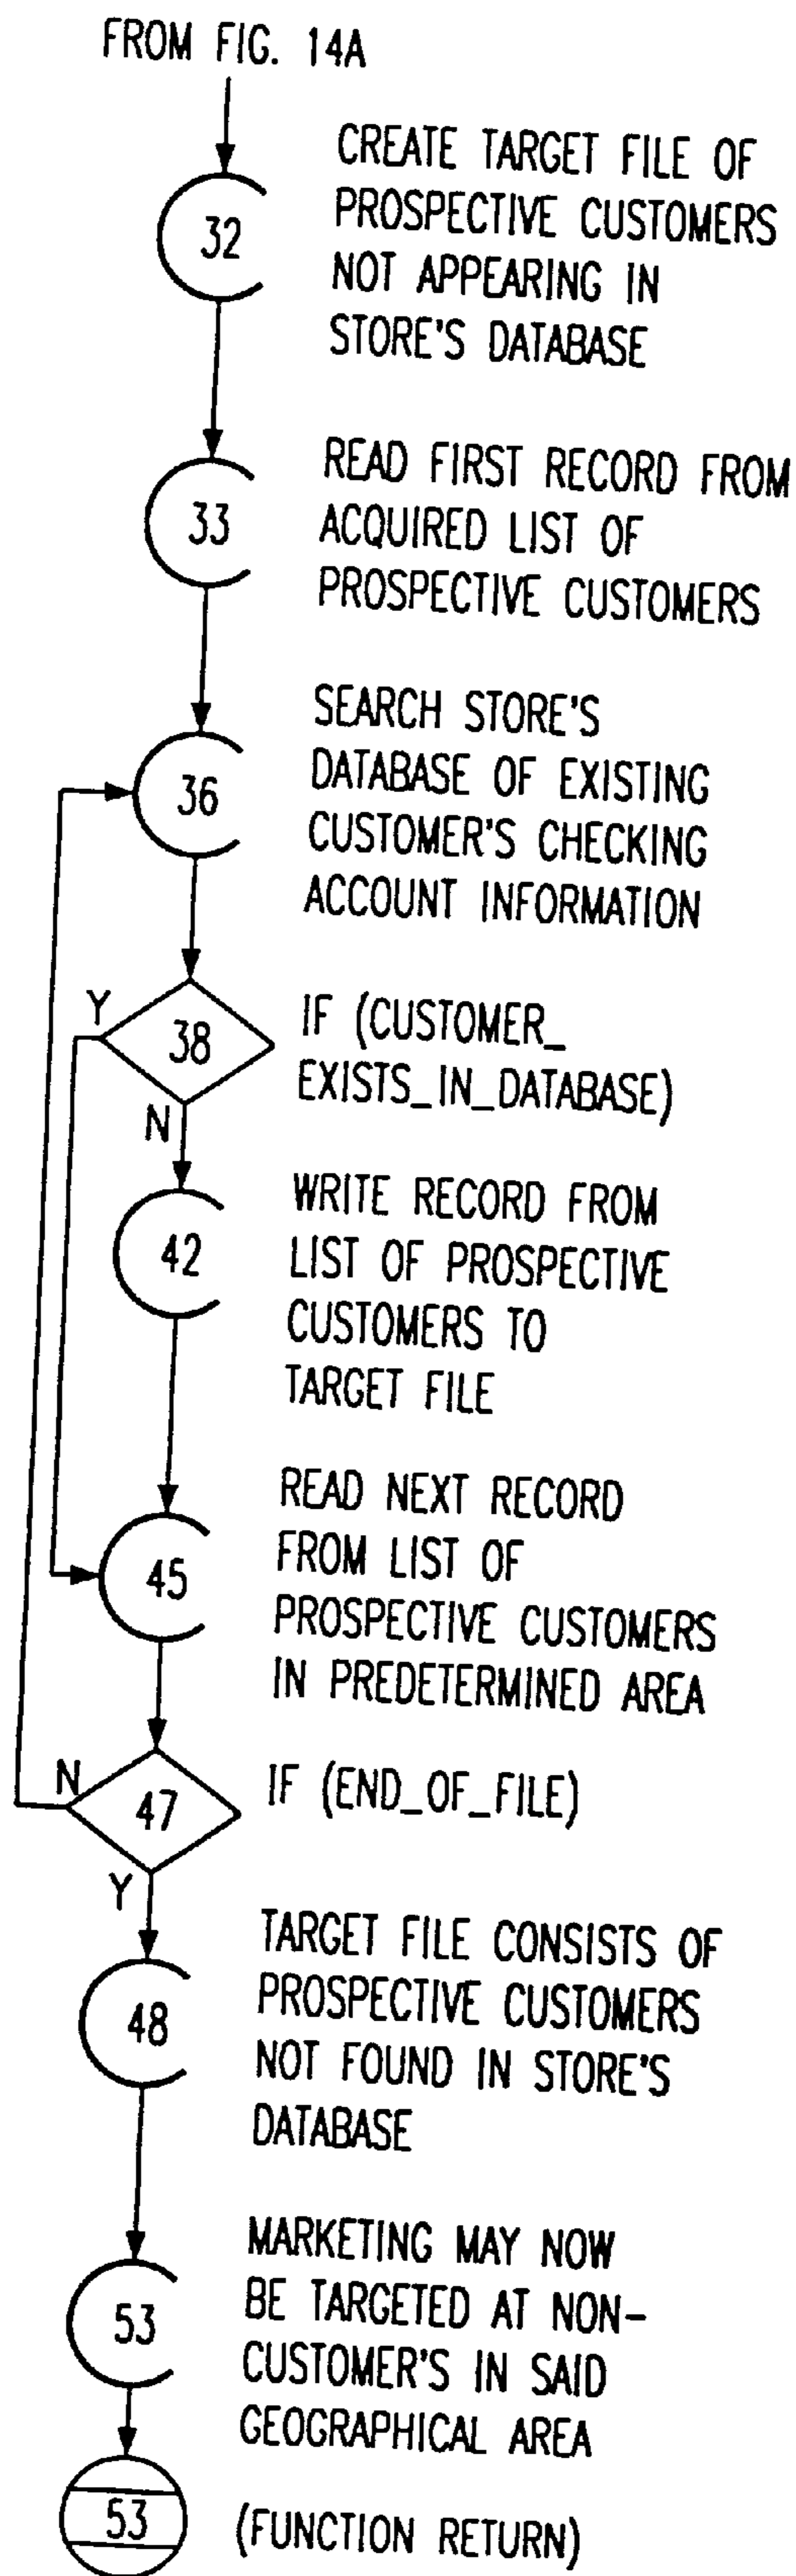 FROM FIG. 14A
32
CREATE TARGET FILE OF
PROSPECTIVE CUSTOMERS
NOT APPEARING IN
STORE'S DATABASE
33
READ FIRST RECORD FROM
ACQUIRED LIST OF
PROSPECTIVE CUSTOMERS
36
SEARCH STORE'S
DATABASE OF EXISTING
CUSTOMER'S CHECKING
ACCOUNT INFORMATION
Y
38
N
IF (CUSTOMER_
EXISTS_IN_DATABASE)
42
WRITE RECORD FROM
LIST OF PROSPECTIVE
CUSTOMERS TO
TARGET FILE
45
READ NEXT RECORD
FROM LIST OF
PROSPECTIVE CUSTOMERS
IN PREDETERMINED AREA
N
47
Y
IF (END_OF_FILE)
48
TARGET FILE CONSISTS OF
PROSPECTIVE CUSTOMERS
NOT FOUND IN STORE'S
DATABASE
53
MARKETING MAY NOW
BE TARGETED AT NON-
CUSTOMER'S IN SAID
GEOGRAPHICAL AREA
53
(FUNCTION RETURN)